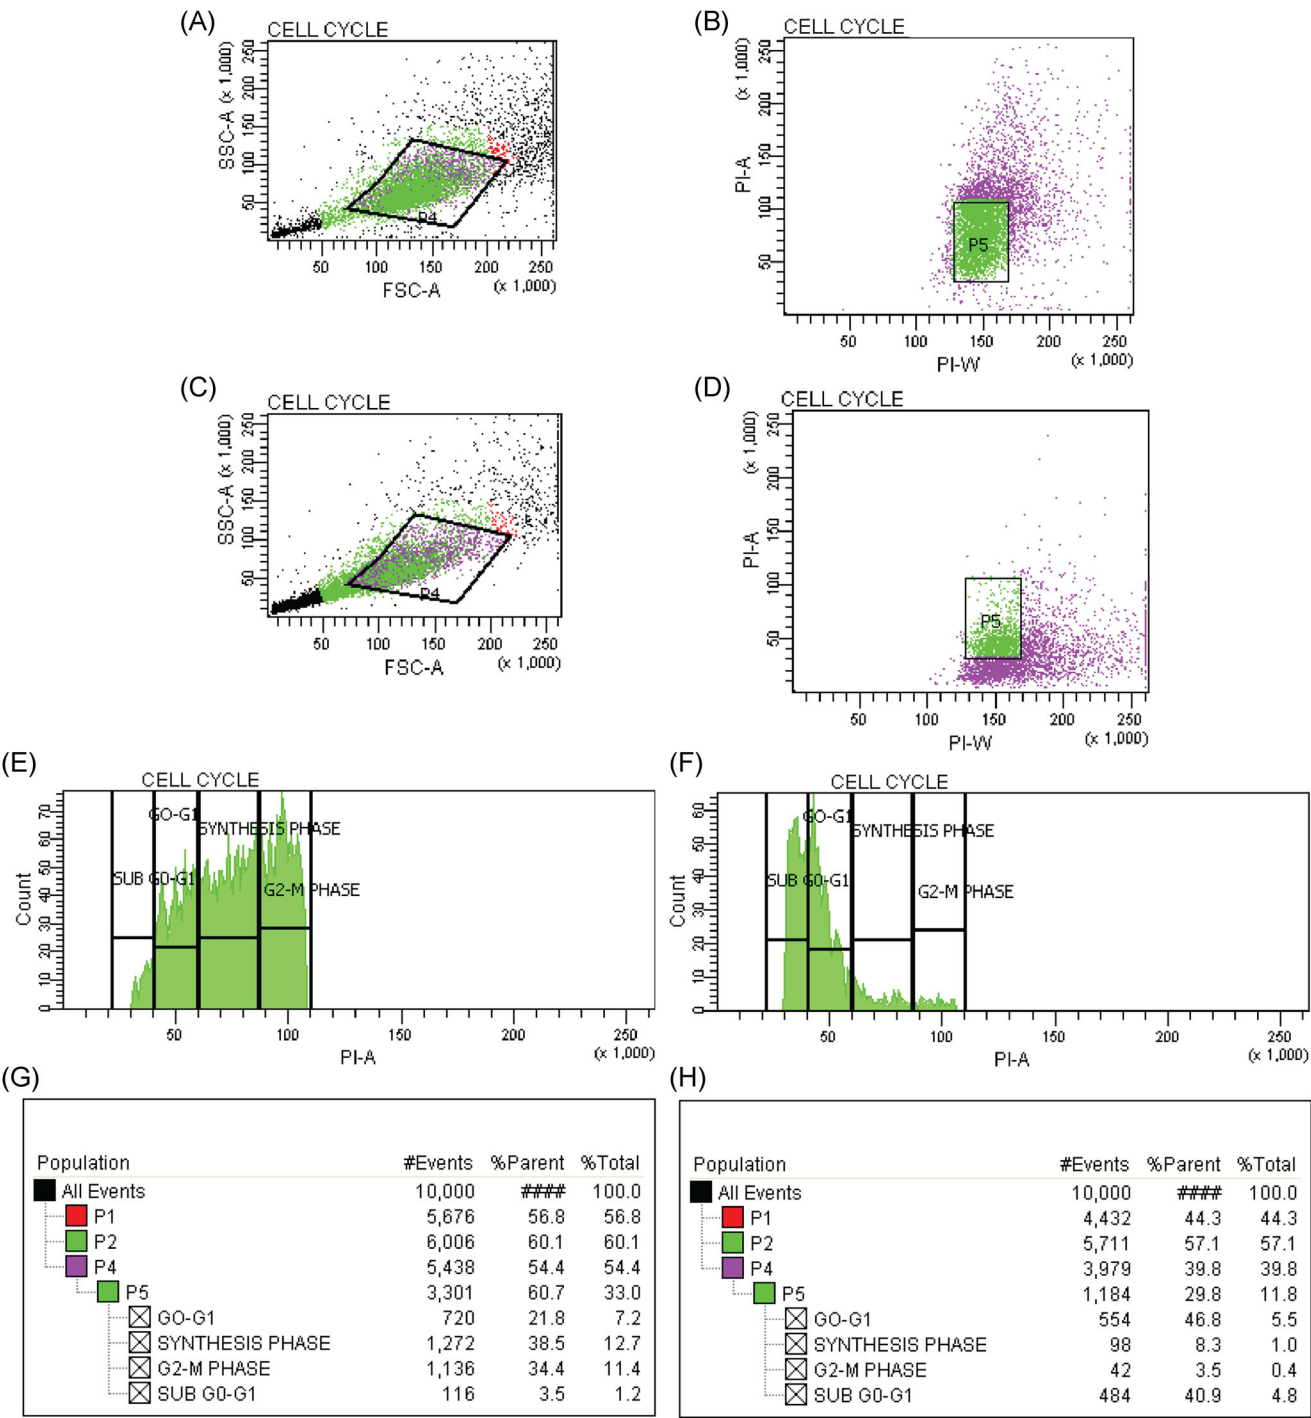 (A)
CELL CYCLE
SSC-A (x 1,000)
50 100 150 200 250
50 100 150 200 250
FSC-A (x 1,000)
P4
(B)
CELL CYCLE
PI-A (x 1,000)
50 100 150 200 250
P5
50 100 150 200 250
PI-W (x 1,000)
(C)
CELL CYCLE
SSC-A (x 1,000)
50 100 150 200 250
P4
50 100 150 200 250
FSC-A (x 1,000)
(D)
CELL CYCLE
PI-A (x 1,000)
50 100 150 200 250
P5
50 100 150 200 250
PI-W (x 1,000)
(E)
CELL CYCLE
Count
0 10 20 30 40 50 60 70
GO-G1
SYNTHESIS PHASE
SUB G0-G1
G2-M PHASE
50 100 150 200 250
PI-A (x 1,000)
(F)
CELL CYCLE
Count
0 10 20 30 40 50 60
GO-G1
SYNTHESIS PHASE
SUB G0-G1
G2-M PHASE
50 100 150 200 250
PI-A (x 1,000)
(G)
Population #Events %Parent %Total
All Events 10,000 #### 100.0
P1 5,676 56.8 56.8
P2 6,006 60.1 60.1
P4 5,438 54.4 54.4
P5 3,301 60.7 33.0
GO-G1 720 21.8 7.2
SYNTHESIS PHASE 1,272 38.5 12.7
G2-M PHASE 1,136 34.4 11.4
SUB G0-G1 116 3.5 1.2
(H)
Population #Events %Parent %Total
All Events 10,000 #### 100.0
P1 4,432 44.3 44.3
P2 5,711 57.1 57.1
P4 3,979 39.8 39.8
P5 1,184 29.8 11.8
GO-G1 554 46.8 5.5
SYNTHESIS PHASE 98 8.3 1.0
G2-M PHASE 42 3.5 0.4
SUB G0-G1 484 40.9 4.8